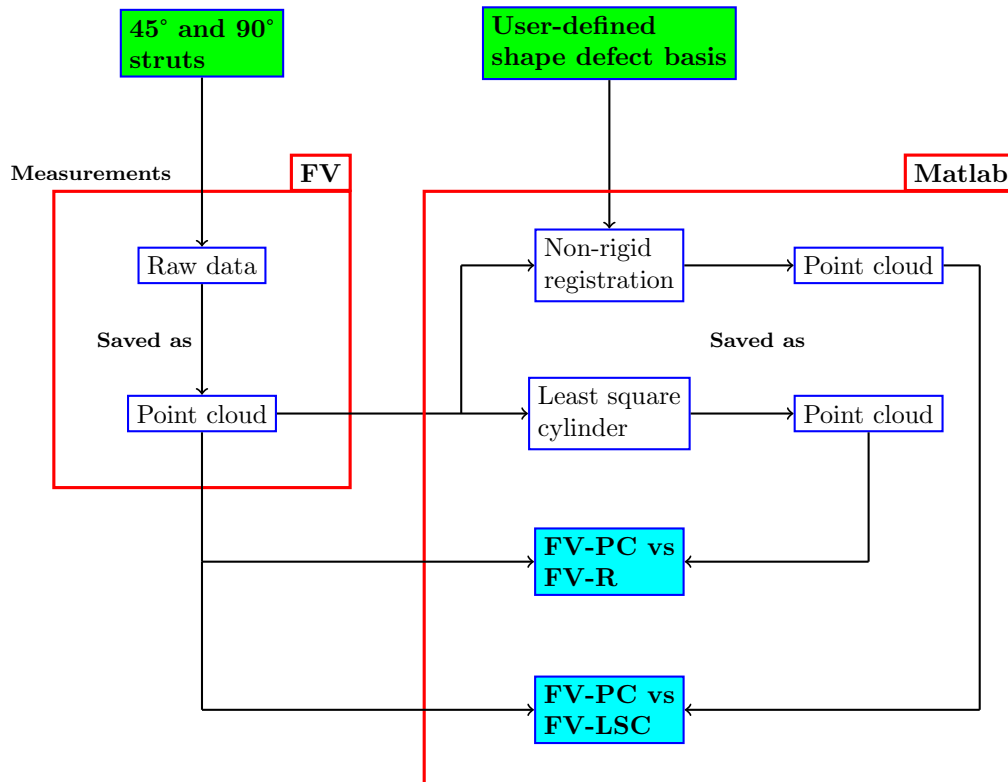 45° and 90°
struts
User-defined
shape defect basis
Measurements
FV
Matlab
Raw data
Non-rigid
registration
Point cloud
Saved as
Saved as
Point cloud
Least square
cylinder
Point cloud
FV-PC vs
FV-R
FV-PC vs
FV-LSC